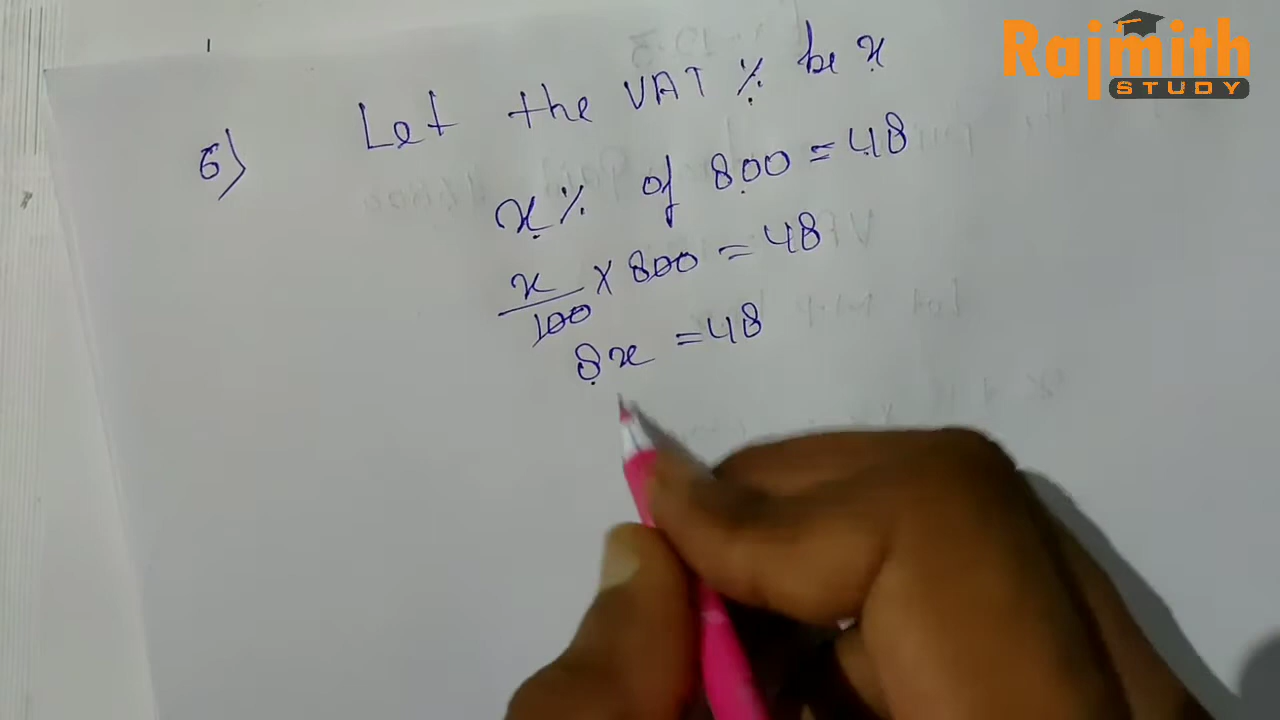 Rajmith
STUDY
6) Let the VAT % be x
x% of 800 = 48
x/100 × 800 = 48
8x = 48